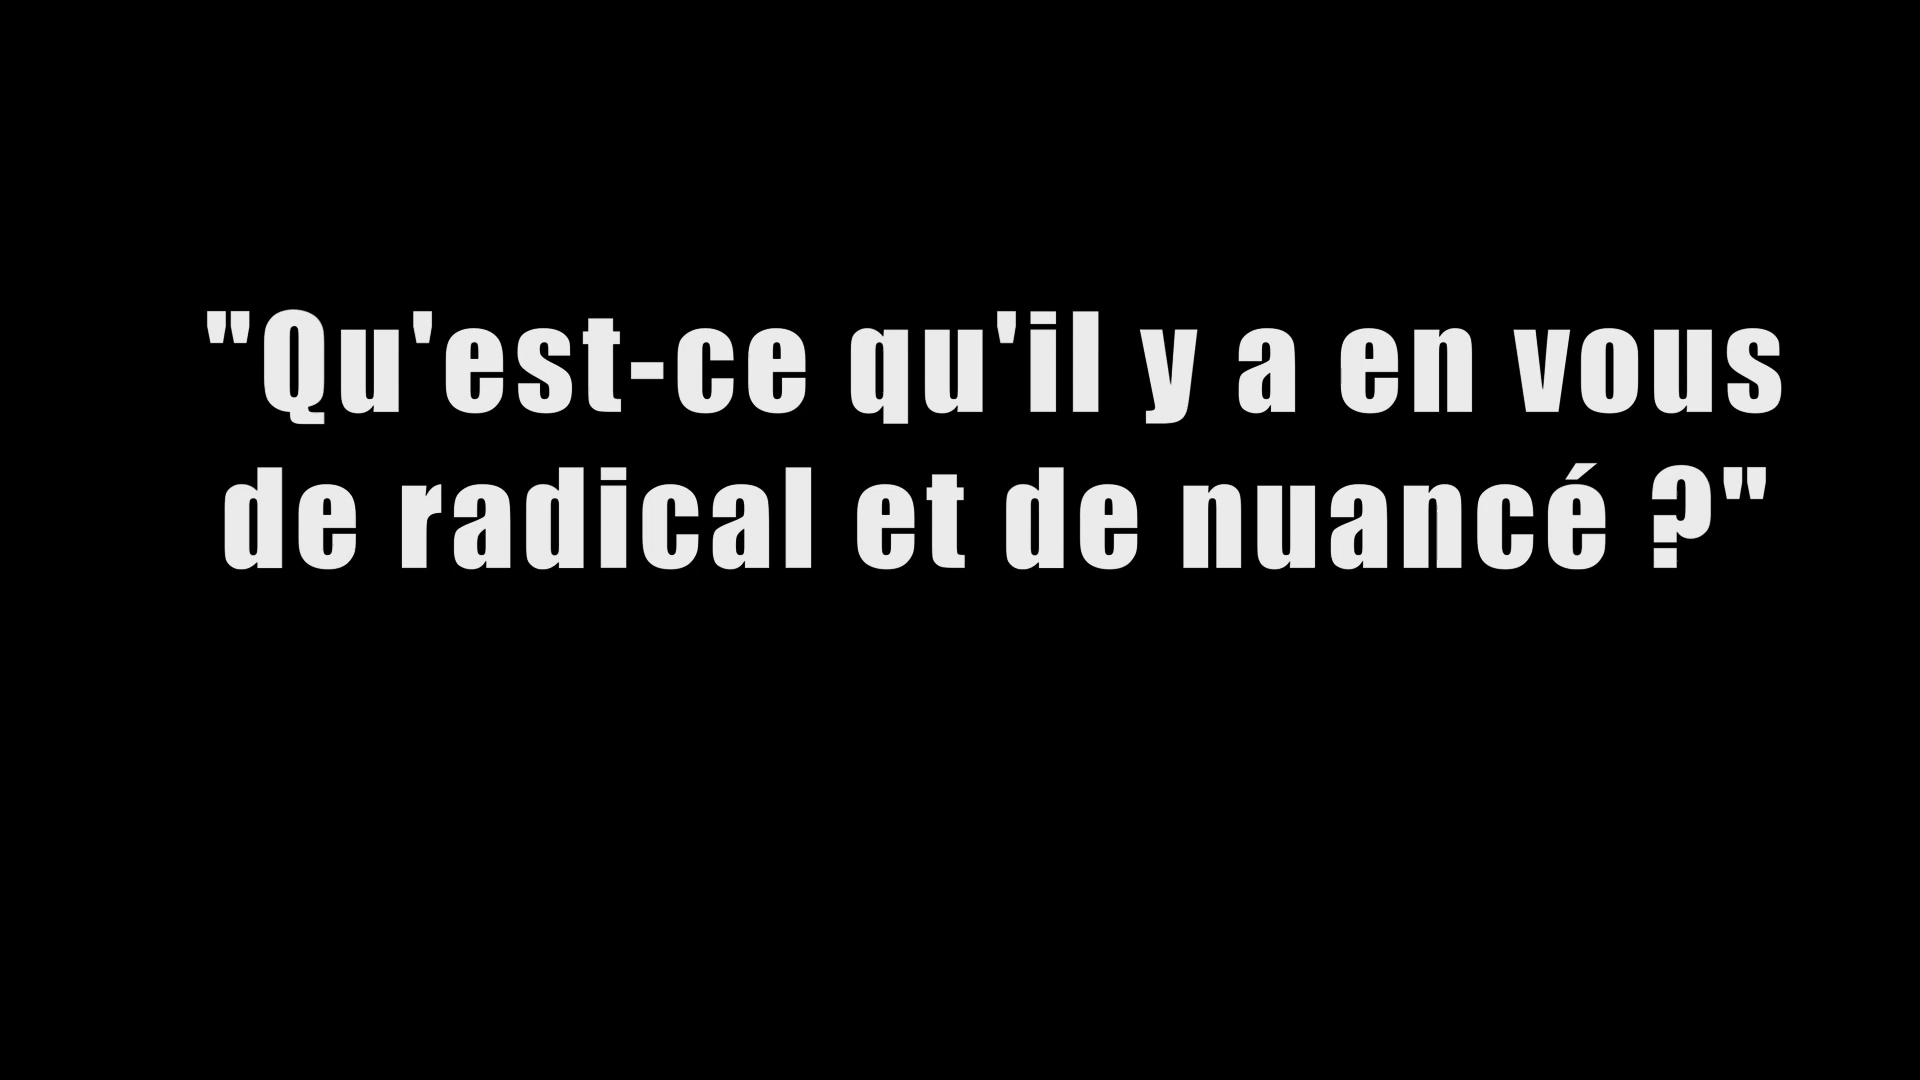 "Qu'est-ce qu'il y a en vous
de radical et de nuancé ?"